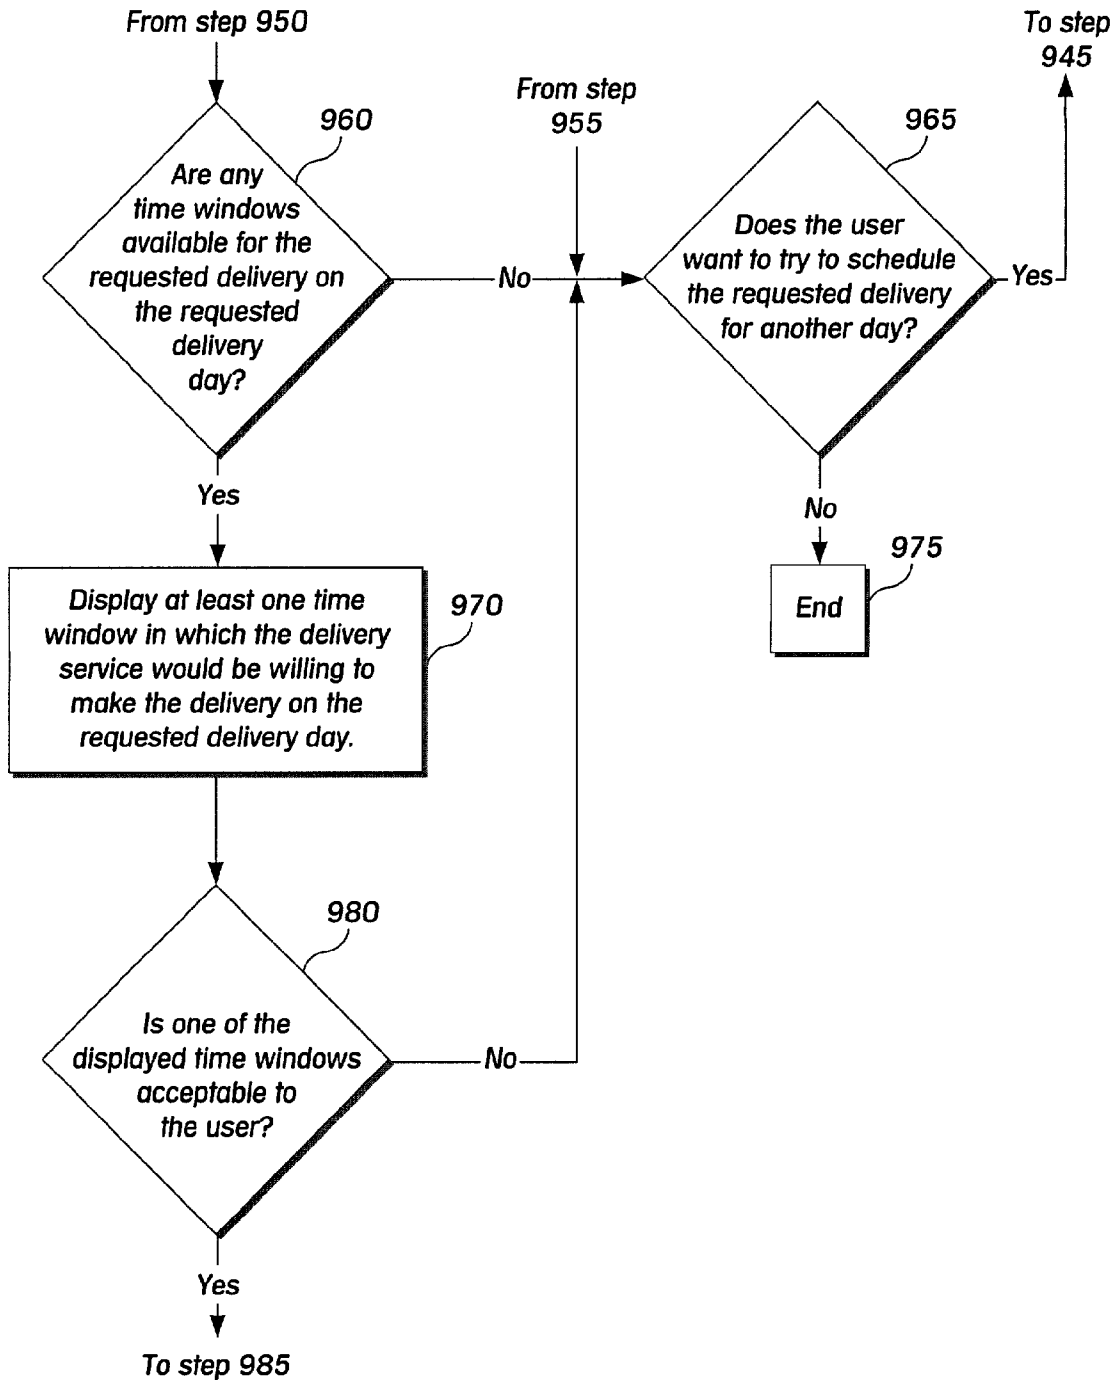 From step 950
960
Are any
time windows
available for the
requested delivery on
the requested
delivery
day?
No
Yes
From step
955
To step
945
965
Does the user
want to try to schedule
the requested delivery
for another day?
Yes
No
975
End
Display at least one time
window in which the delivery
service would be willing to
make the delivery on the
requested delivery day.
970
980
Is one of the
displayed time windows
acceptable to
the user?
No
Yes
To step 985